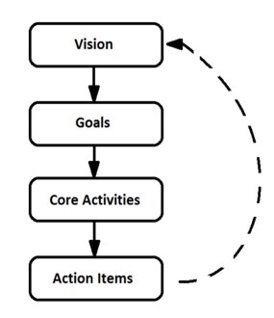 Vision
Goals
Core Activities
Action Items